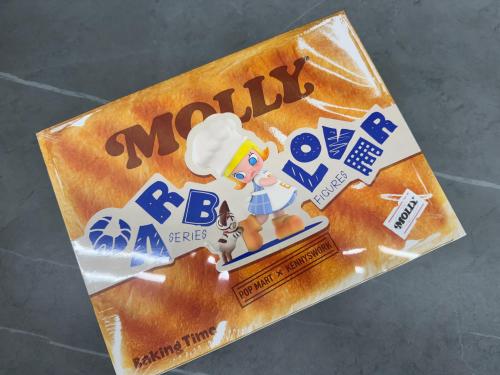 MOLLY
CARB
LOVER
SERIES
FIGURES
MOLLY
POP MART × KENNYSWORK
Baking Time